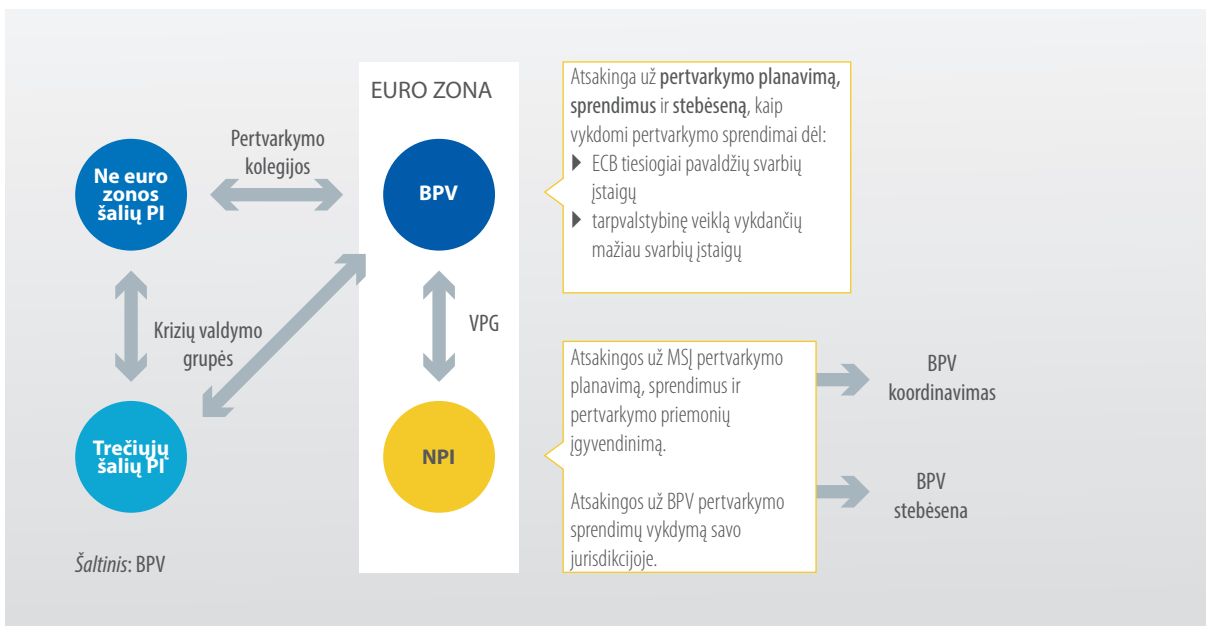 EURO ZONA
Pertvarkymo
kolegijos
Ne euro
zonos
šalių PI
BPV
Atsakinga už pertvarkymo planavimą,
sprendimus ir stebėseną, kaip
vykdomi pertvarkymo sprendimai dėl:
ECB tiesiogiai pavaldžių svarbių
įstaigų
tarpvalstybinę veiklą vykdančių
mažiau svarbių įstaigų
Krizių valdymo
grupės
VPG
Trečiųjų
šalių PI
NPI
Atsakingos už MSĮ pertvarkymo
planavimą, sprendimus ir
pertvarkymo priemonių
įgyvendinimą.
Atsakingos už BPV pertvarkymo
sprendimų vykdymą savo
jurisdikcijoje.
BPV
koordinavimas
BPV
stebėsena
Šaltinis: BPV